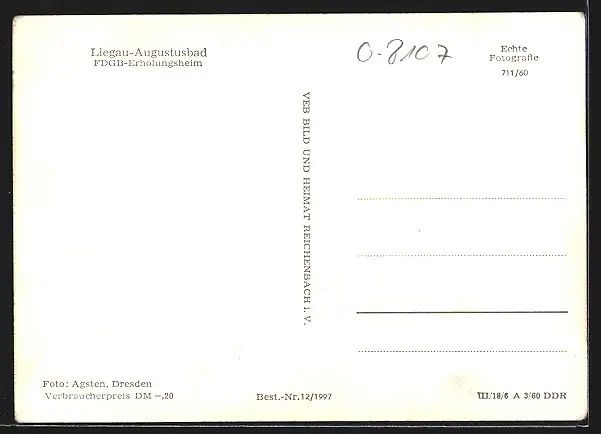 Liegau-Augustusbad
FDGB-Erholungsheim
O-8107
Echte
Fotografie
711/60
VEB BILD UND HEIMAT REICHENBACH I. V.
Foto: Agsten, Dresden
Verbraucherpreis DM -,20
Best.-Nr. 12/1997
III/18/6 A 3/60 DDR